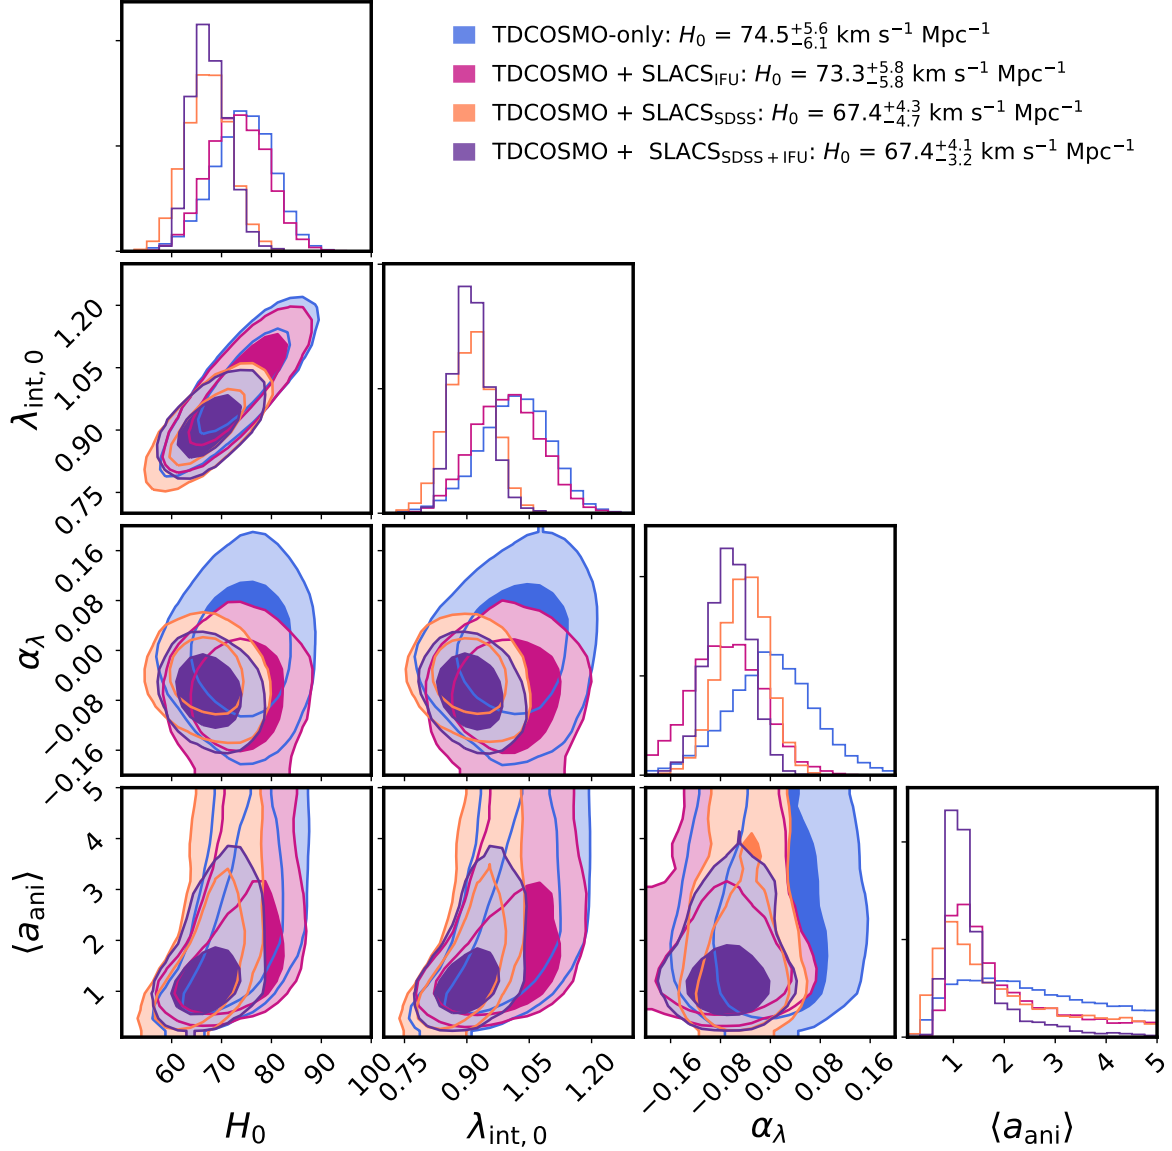 TDCOSMO-only: H₀ = 74.5⁺⁵·⁶₋₆.₁ km s⁻¹ Mpc⁻¹
TDCOSMO + SLACS_IFU: H₀ = 73.3⁺⁵·⁸₋₅.₈ km s⁻¹ Mpc⁻¹
TDCOSMO + SLACS_SDSS: H₀ = 67.4⁺⁴·³₋₄.₇ km s⁻¹ Mpc⁻¹
TDCOSMO + SLACS_SDSS+IFU: H₀ = 67.4⁺⁴·¹₋₃.₂ km s⁻¹ Mpc⁻¹
λint, 0
1.20
1.05
0.90
0.75
αλ
0.16
0.08
0.00
−0.08
−0.16
⟨aani⟩
5
4
3
2
1
60 70 80 90 100
0.75 0.90 1.05 1.20
−0.16 −0.08 0.00 0.08 0.16
1 2 3 4 5
H₀
λint, 0
αλ
⟨aani⟩